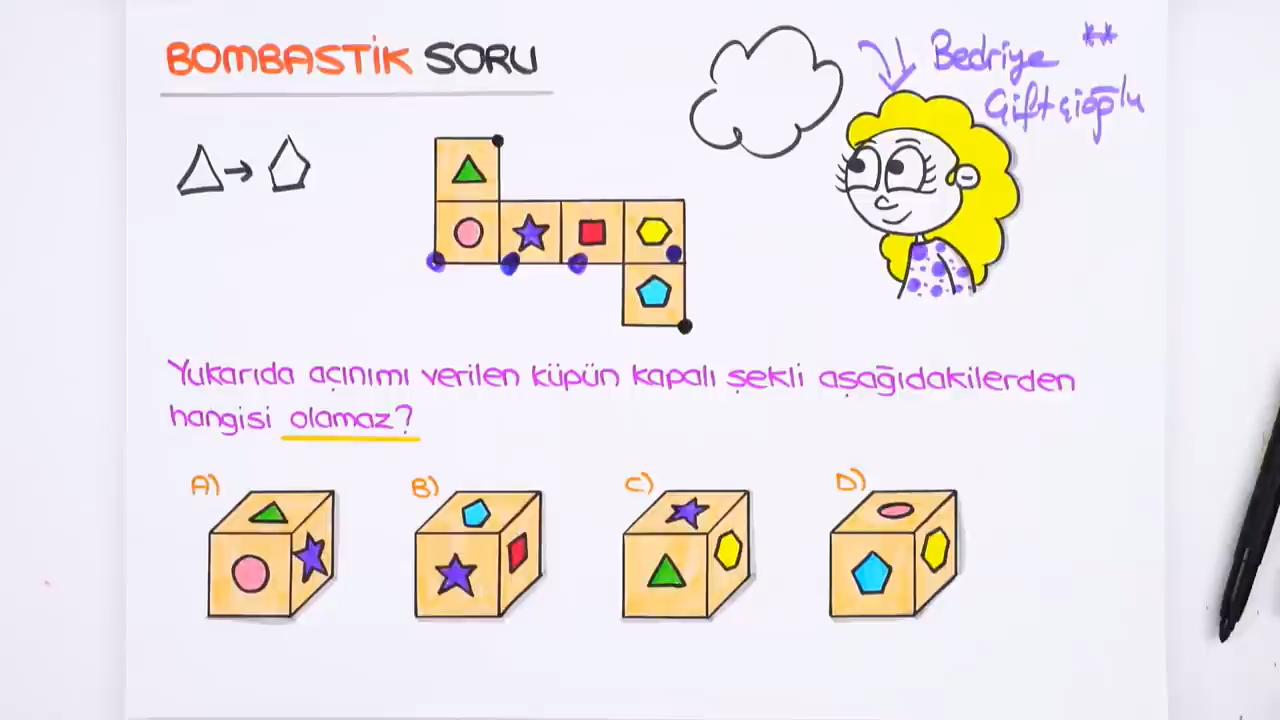 BOMBASTİK SORU
Bedriye **
Çiftçioğlu
Yukarıda açınımı verilen küpün kapalı şekli aşağıdakilerden
hangisi olamaz?
A) B) C) D)